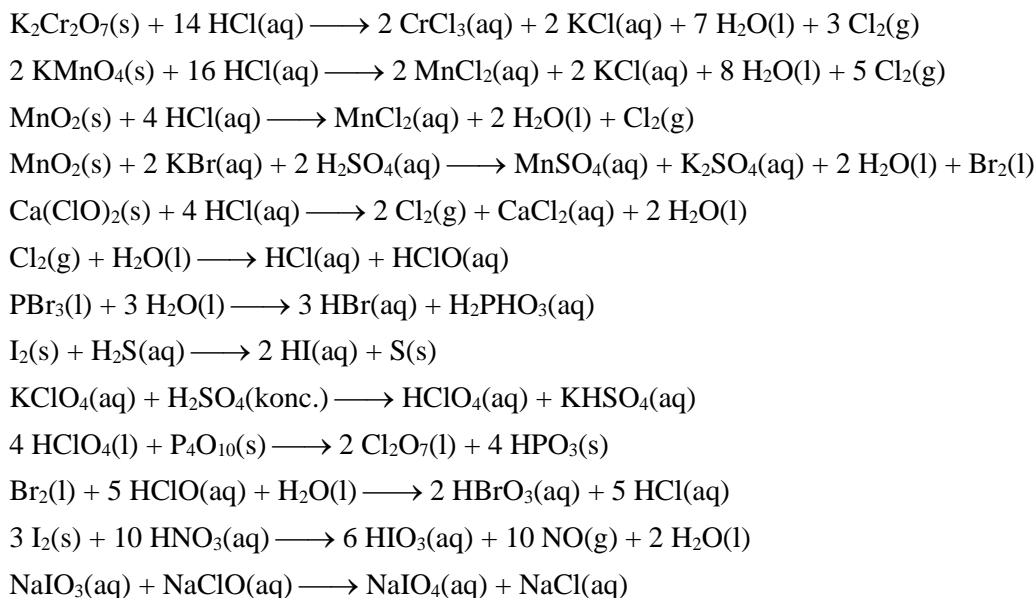 K₂Cr₂O₇(s) + 14 HCl(aq) ⟶ 2 CrCl₃(aq) + 2 KCl(aq) + 7 H₂O(l) + 3 Cl₂(g)
2 KMnO₄(s) + 16 HCl(aq) ⟶ 2 MnCl₂(aq) + 2 KCl(aq) + 8 H₂O(l) + 5 Cl₂(g)
MnO₂(s) + 4 HCl(aq) ⟶ MnCl₂(aq) + 2 H₂O(l) + Cl₂(g)
MnO₂(s) + 2 KBr(aq) + 2 H₂SO₄(aq) ⟶ MnSO₄(aq) + K₂SO₄(aq) + 2 H₂O(l) + Br₂(l)
Ca(ClO)₂(s) + 4 HCl(aq) ⟶ 2 Cl₂(g) + CaCl₂(aq) + 2 H₂O(l)
Cl₂(g) + H₂O(l) ⟶ HCl(aq) + HClO(aq)
PBr₃(l) + 3 H₂O(l) ⟶ 3 HBr(aq) + H₂PHO₃(aq)
I₂(s) + H₂S(aq) ⟶ 2 HI(aq) + S(s)
KClO₄(aq) + H₂SO₄(konc.) ⟶ HClO₄(aq) + KHSO₄(aq)
4 HClO₄(l) + P₄O₁₀(s) ⟶ 2 Cl₂O₇(l) + 4 HPO₃(s)
Br₂(l) + 5 HClO(aq) + H₂O(l) ⟶ 2 HBrO₃(aq) + 5 HCl(aq)
3 I₂(s) + 10 HNO₃(aq) ⟶ 6 HIO₃(aq) + 10 NO(g) + 2 H₂O(l)
NaIO₃(aq) + NaClO(aq) ⟶ NaIO₄(aq) + NaCl(aq)